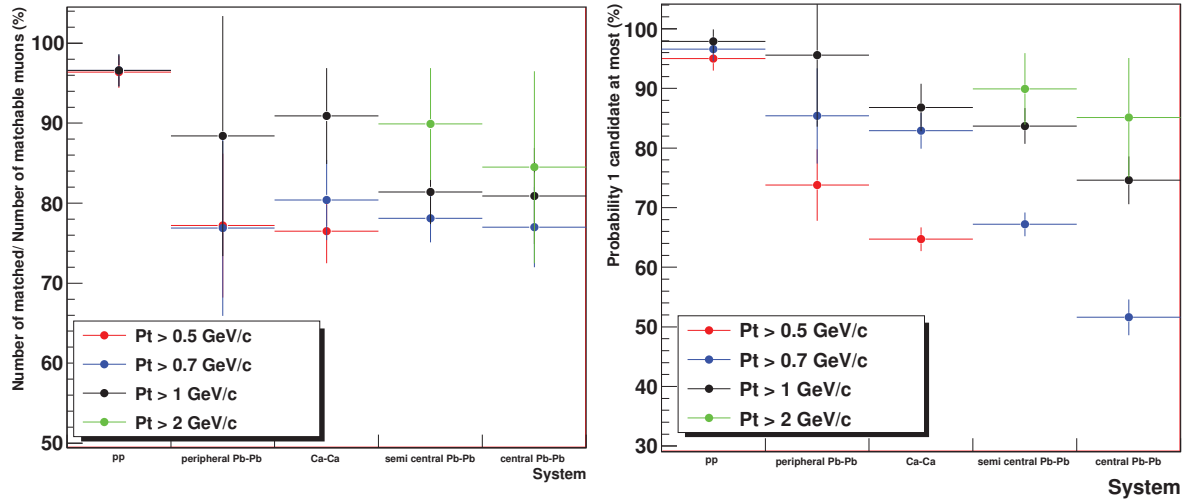 Number of matched/ Number of matchable muons (%)
100
90
80
70
60
50
Pt > 0.5 GeV/c
Pt > 0.7 GeV/c
Pt > 1 GeV/c
Pt > 2 GeV/c
pp peripheral Pb-Pb Ca-Ca semi central Pb-Pb central Pb-Pb
System
Probability 1 candidate at most (%)
100
90
80
70
60
50
40
30
Pt > 0.5 GeV/c
Pt > 0.7 GeV/c
Pt > 1 GeV/c
Pt > 2 GeV/c
pp peripheral Pb-Pb Ca-Ca semi central Pb-Pb central Pb-Pb
System